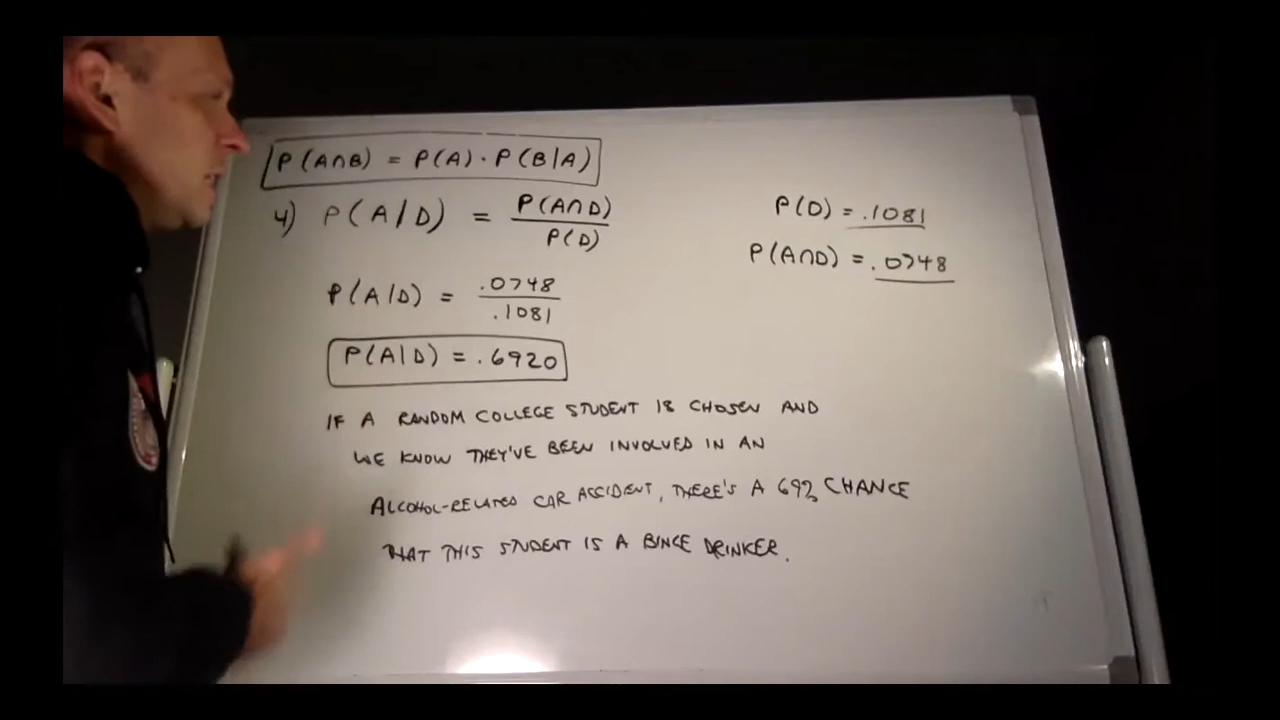 P(A∩B) = P(A)·P(B|A)
4) P(A/D) = P(A∩D) / P(D)
P(D) = .1081
P(A∩D) = .0748
P(A/D) = .0748 / .1081
P(A|D) = .6920
IF A RANDOM COLLEGE STUDENT IS CHOSEN AND
WE KNOW THEY'VE BEEN INVOLVED IN AN
ALCOHOL-RELATED CAR ACCIDENT, THERE'S A 69% CHANCE
THAT THIS STUDENT IS A BINGE DRINKER.